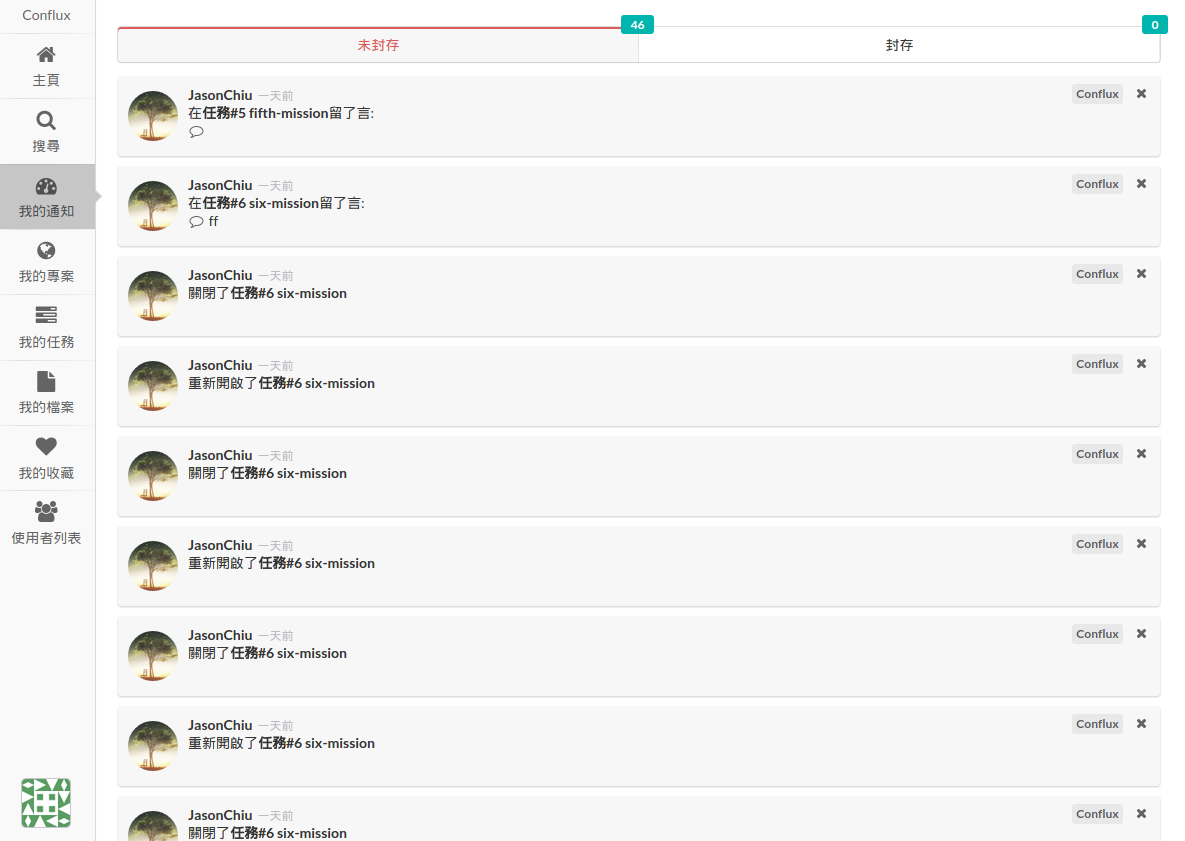 Conflux
主頁
搜尋
我的通知
我的專案
我的任務
我的檔案
我的收藏
使用者列表
未封存 46
封存 0
JasonChiu 一天前 Conflux
在任務#5 fifth-mission留了言:
JasonChiu 一天前 Conflux
在任務#6 six-mission留了言:
ff
JasonChiu 一天前 Conflux
關閉了任務#6 six-mission
JasonChiu 一天前 Conflux
重新開啟了任務#6 six-mission
JasonChiu 一天前 Conflux
關閉了任務#6 six-mission
JasonChiu 一天前 Conflux
重新開啟了任務#6 six-mission
JasonChiu 一天前 Conflux
關閉了任務#6 six-mission
JasonChiu 一天前 Conflux
重新開啟了任務#6 six-mission
JasonChiu 一天前 Conflux
關閉了任務#6 six-mission